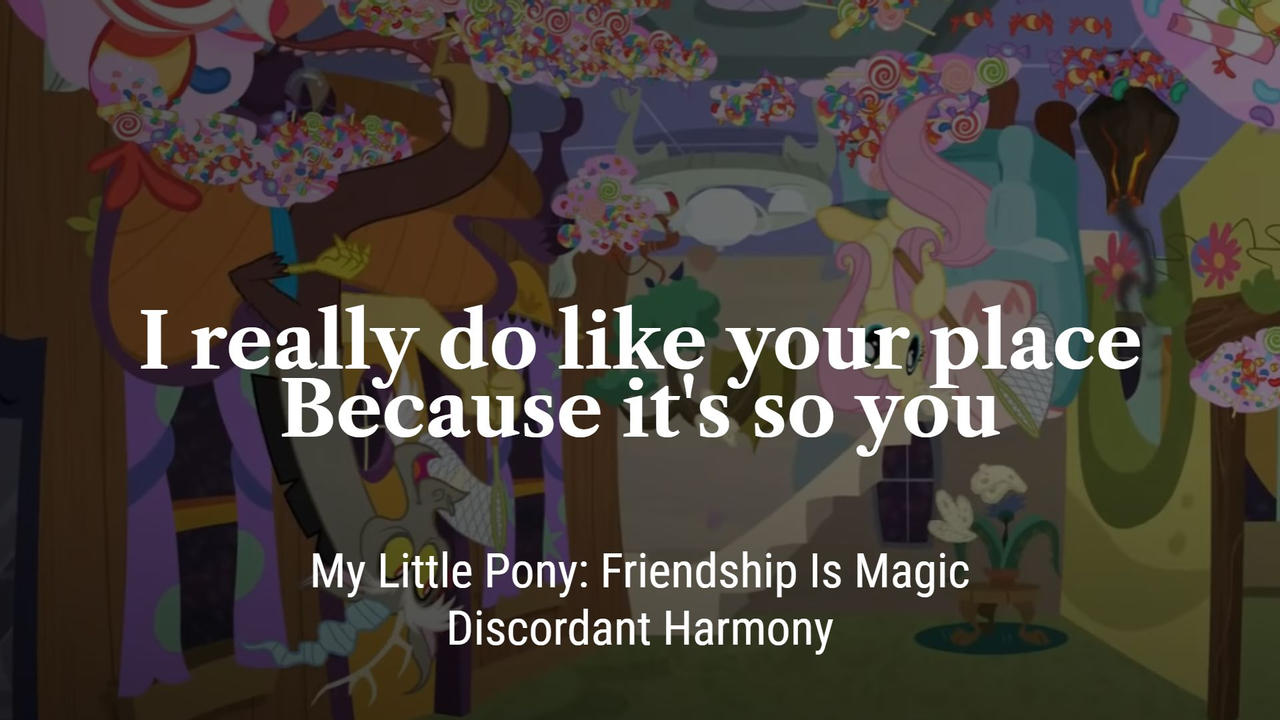 I really do like your place
Because it's so you
My Little Pony: Friendship Is Magic
Discordant Harmony